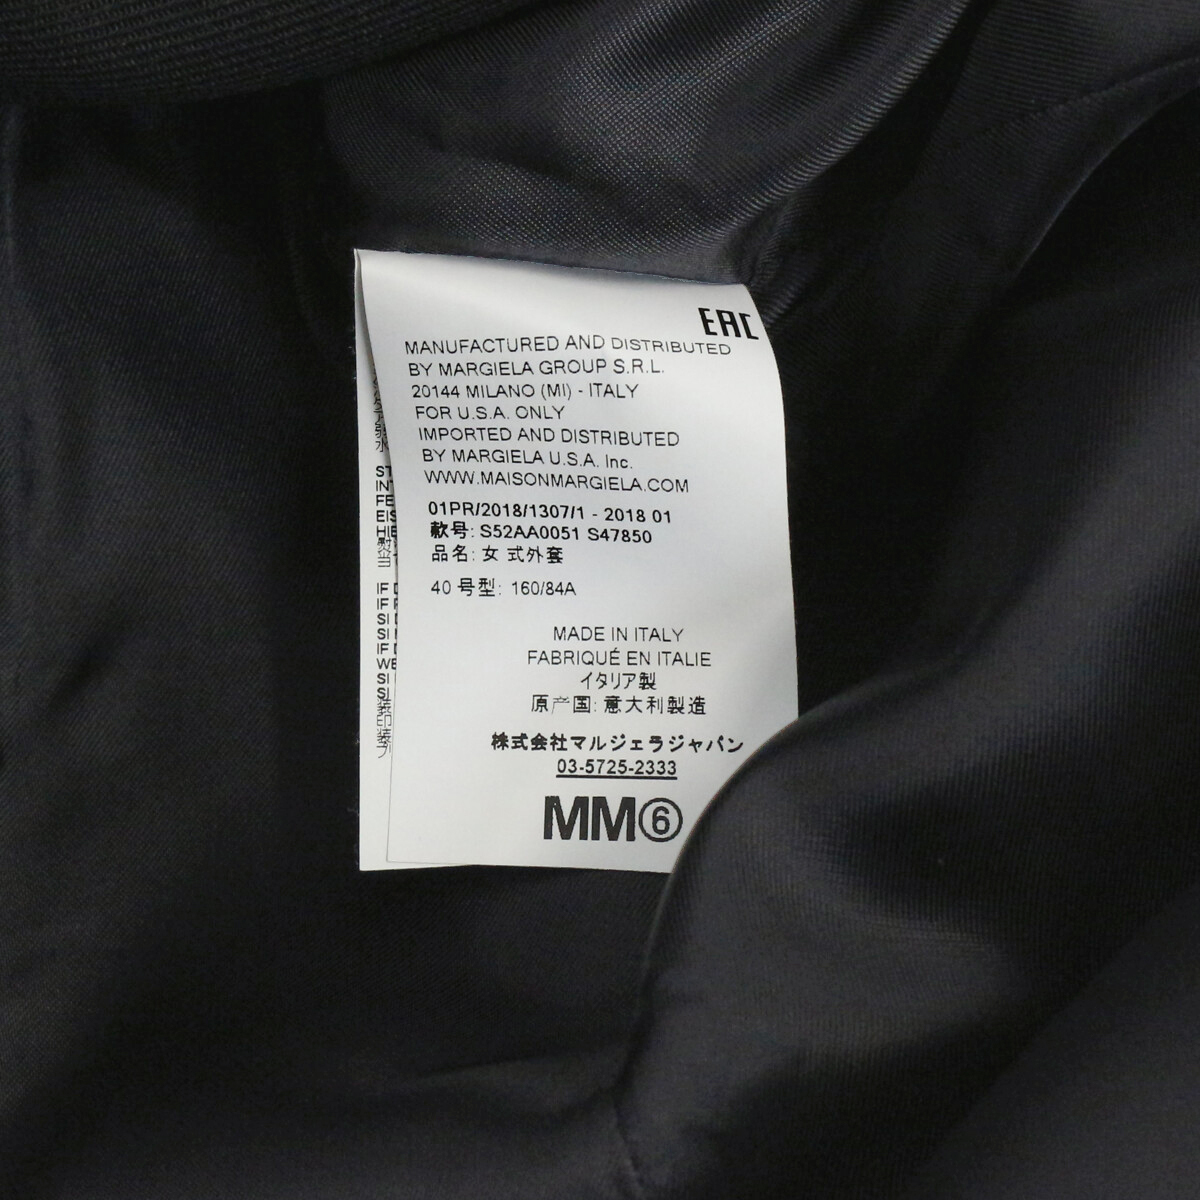 EAC
MANUFACTURED AND DISTRIBUTED
BY MARGIELA GROUP S.R.L.
20144 MILANO (MI) - ITALY
FOR U.S.A. ONLY
IMPORTED AND DISTRIBUTED
BY MARGIELA U.S.A. Inc.
WWW.MAISONMARGIELA.COM
01PR/2018/1307/1 - 2018 01
款号: S52AA0051 S47850
品名: 女 式外套
40 号型: 160/84A
MADE IN ITALY
FABRIQUÉ EN ITALIE
イタリア製
原产国: 意大利製造
株式会社マルジェラジャパン
03-5725-2333
MM⑥